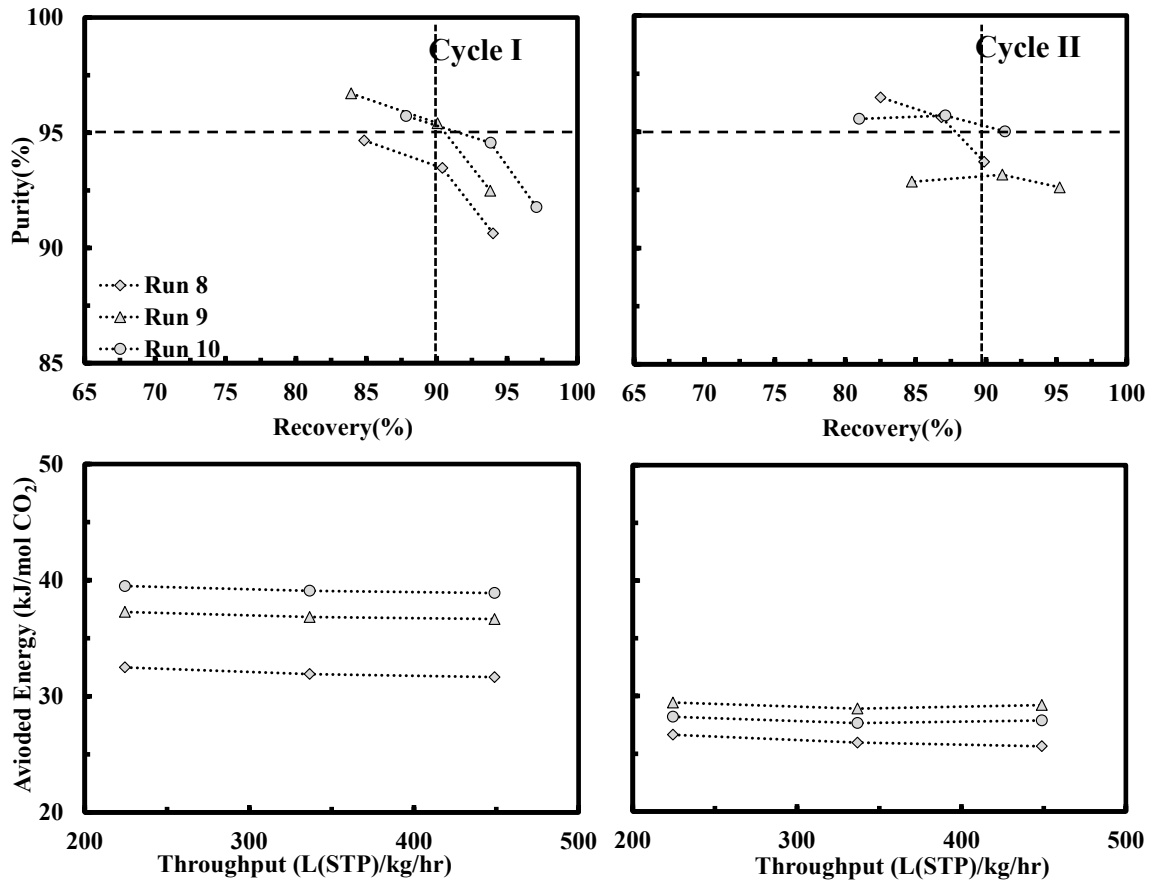 Cycle I
Purity(%)
100
95
90
85
Run 8
Run 9
Run 10
65 70 75 80 85 90 95 100
Recovery(%)
Cycle II
65 70 75 80 85 90 95 100
Recovery(%)
Avioded Energy (kJ/mol CO₂)
50
40
30
20
200 300 400 500
Throughput (L(STP)/kg/hr)
200 300 400 500
Throughput (L(STP)/kg/hr)